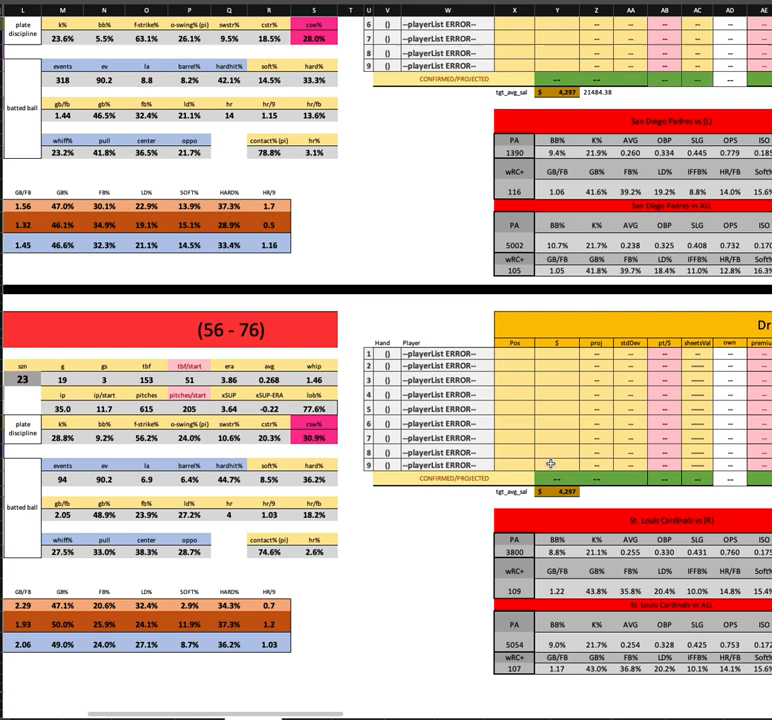 L M N O P Q R S T U V W X Y Z AA AB AC AD AE
plate discipline k% bb% f-strike% o-swing% (pi) swstr% cstr% csw%
23.6% 5.5% 63.1% 26.1% 9.5% 18.5% 28.0%
events ev la barrel% hardhit% soft% hard%
318 90.2 8.8 8.2% 42.1% 14.5% 33.3%
batted ball gb/fb gb% fb% ld% hr hr/9 hr/fb
1.44 46.5% 32.4% 21.1% 14 1.15 13.6%
whiff% pull center oppo contact% (pi) hr%
23.2% 41.8% 36.5% 21.7% 78.8% 3.1%
GB/FB GB% FB% LD% SOFT% HARD% HR/9
1.56 47.0% 30.1% 22.9% 13.9% 37.3% 1.7
1.32 46.1% 34.9% 19.1% 15.1% 28.9% 0.5
1.45 46.6% 32.3% 21.1% 14.5% 33.4% 1.16
6 () --playerList ERROR-- -- -- -- -- -- --
7 () --playerList ERROR-- -- -- -- -- -- --
8 () --playerList ERROR-- -- -- -- -- -- --
9 () --playerList ERROR-- -- -- -- -- -- --
CONFIRMED/PROJECTED -- -- -- -- -- --
tgt_avg_sal $ 4,297 21484.38
San Diego Padres vs (L)
PA BB% K% AVG OBP SLG OPS ISO
1390 9.4% 21.9% 0.260 0.334 0.445 0.779 0.185
wRC+ GB/FB GB% FB% LD% IFFB% HR/FB Soft%
116 1.06 41.6% 39.2% 19.2% 8.8% 14.0% 15.6%
San Diego Padres vs ALL
PA BB% K% AVG OBP SLG OPS ISO
5002 10.7% 21.7% 0.238 0.325 0.408 0.732 0.170
wRC+ GB/FB GB% FB% LD% IFFB% HR/FB Soft%
105 1.05 41.8% 39.7% 18.4% 11.0% 12.8% 16.3%
(56 - 76)
szn g gs tbf tbf/start era avg whip
23 19 3 153 51 3.86 0.268 1.46
ip ip/start pitches pitches/start xSUP xSUP-ERA lob%
35.0 11.7 615 205 3.64 -0.22 77.6%
plate discipline k% bb% f-strike% o-swing% (pi) swstr% cstr% csw%
28.8% 9.2% 56.2% 24.0% 10.6% 20.3% 30.9%
events ev la barrel% hardhit% soft% hard%
94 90.2 6.9 6.4% 44.7% 8.5% 36.2%
batted ball gb/fb gb% fb% ld% hr hr/9 hr/fb
2.05 48.9% 23.9% 27.2% 4 1.03 18.2%
whiff% pull center oppo contact% (pi) hr%
27.5% 33.0% 38.3% 28.7% 74.6% 2.6%
GB/FB GB% FB% LD% SOFT% HARD% HR/9
2.29 47.1% 20.6% 32.4% 2.9% 34.3% 0.7
1.93 50.0% 25.9% 24.1% 11.9% 37.3% 1.2
2.06 49.0% 24.0% 27.1% 8.7% 36.2% 1.03
Dr
Hand Player Pos $ proj stdDev pt/$ sheetsVal own premiu
1 () --playerList ERROR-- -- -- -- ----- -- --
2 () --playerList ERROR-- -- -- -- ----- -- --
3 () --playerList ERROR-- -- -- -- ----- -- --
4 () --playerList ERROR-- -- -- -- ----- -- --
5 () --playerList ERROR-- -- -- -- ----- -- --
6 () --playerList ERROR-- -- -- -- ----- -- --
7 () --playerList ERROR-- -- -- -- ----- -- --
8 () --playerList ERROR-- -- -- -- ----- -- --
9 () --playerList ERROR-- -- -- -- ----- -- --
CONFIRMED/PROJECTED -- -- -- -- -- --
tgt_avg_sal $ 4,297
St. Louis Cardinals vs (R)
PA BB% K% AVG OBP SLG OPS ISO
3800 8.8% 21.1% 0.255 0.330 0.431 0.760 0.175
wRC+ GB/FB GB% FB% LD% IFFB% HR/FB Soft%
109 1.22 43.8% 35.8% 20.4% 10.0% 14.8% 15.4%
St. Louis Cardinals vs ALL
PA BB% K% AVG OBP SLG OPS ISO
5054 9.0% 21.7% 0.254 0.328 0.425 0.753 0.172
wRC+ GB/FB GB% FB% LD% IFFB% HR/FB Soft%
107 1.17 43.0% 36.8% 20.2% 10.1% 14.1% 15.6%